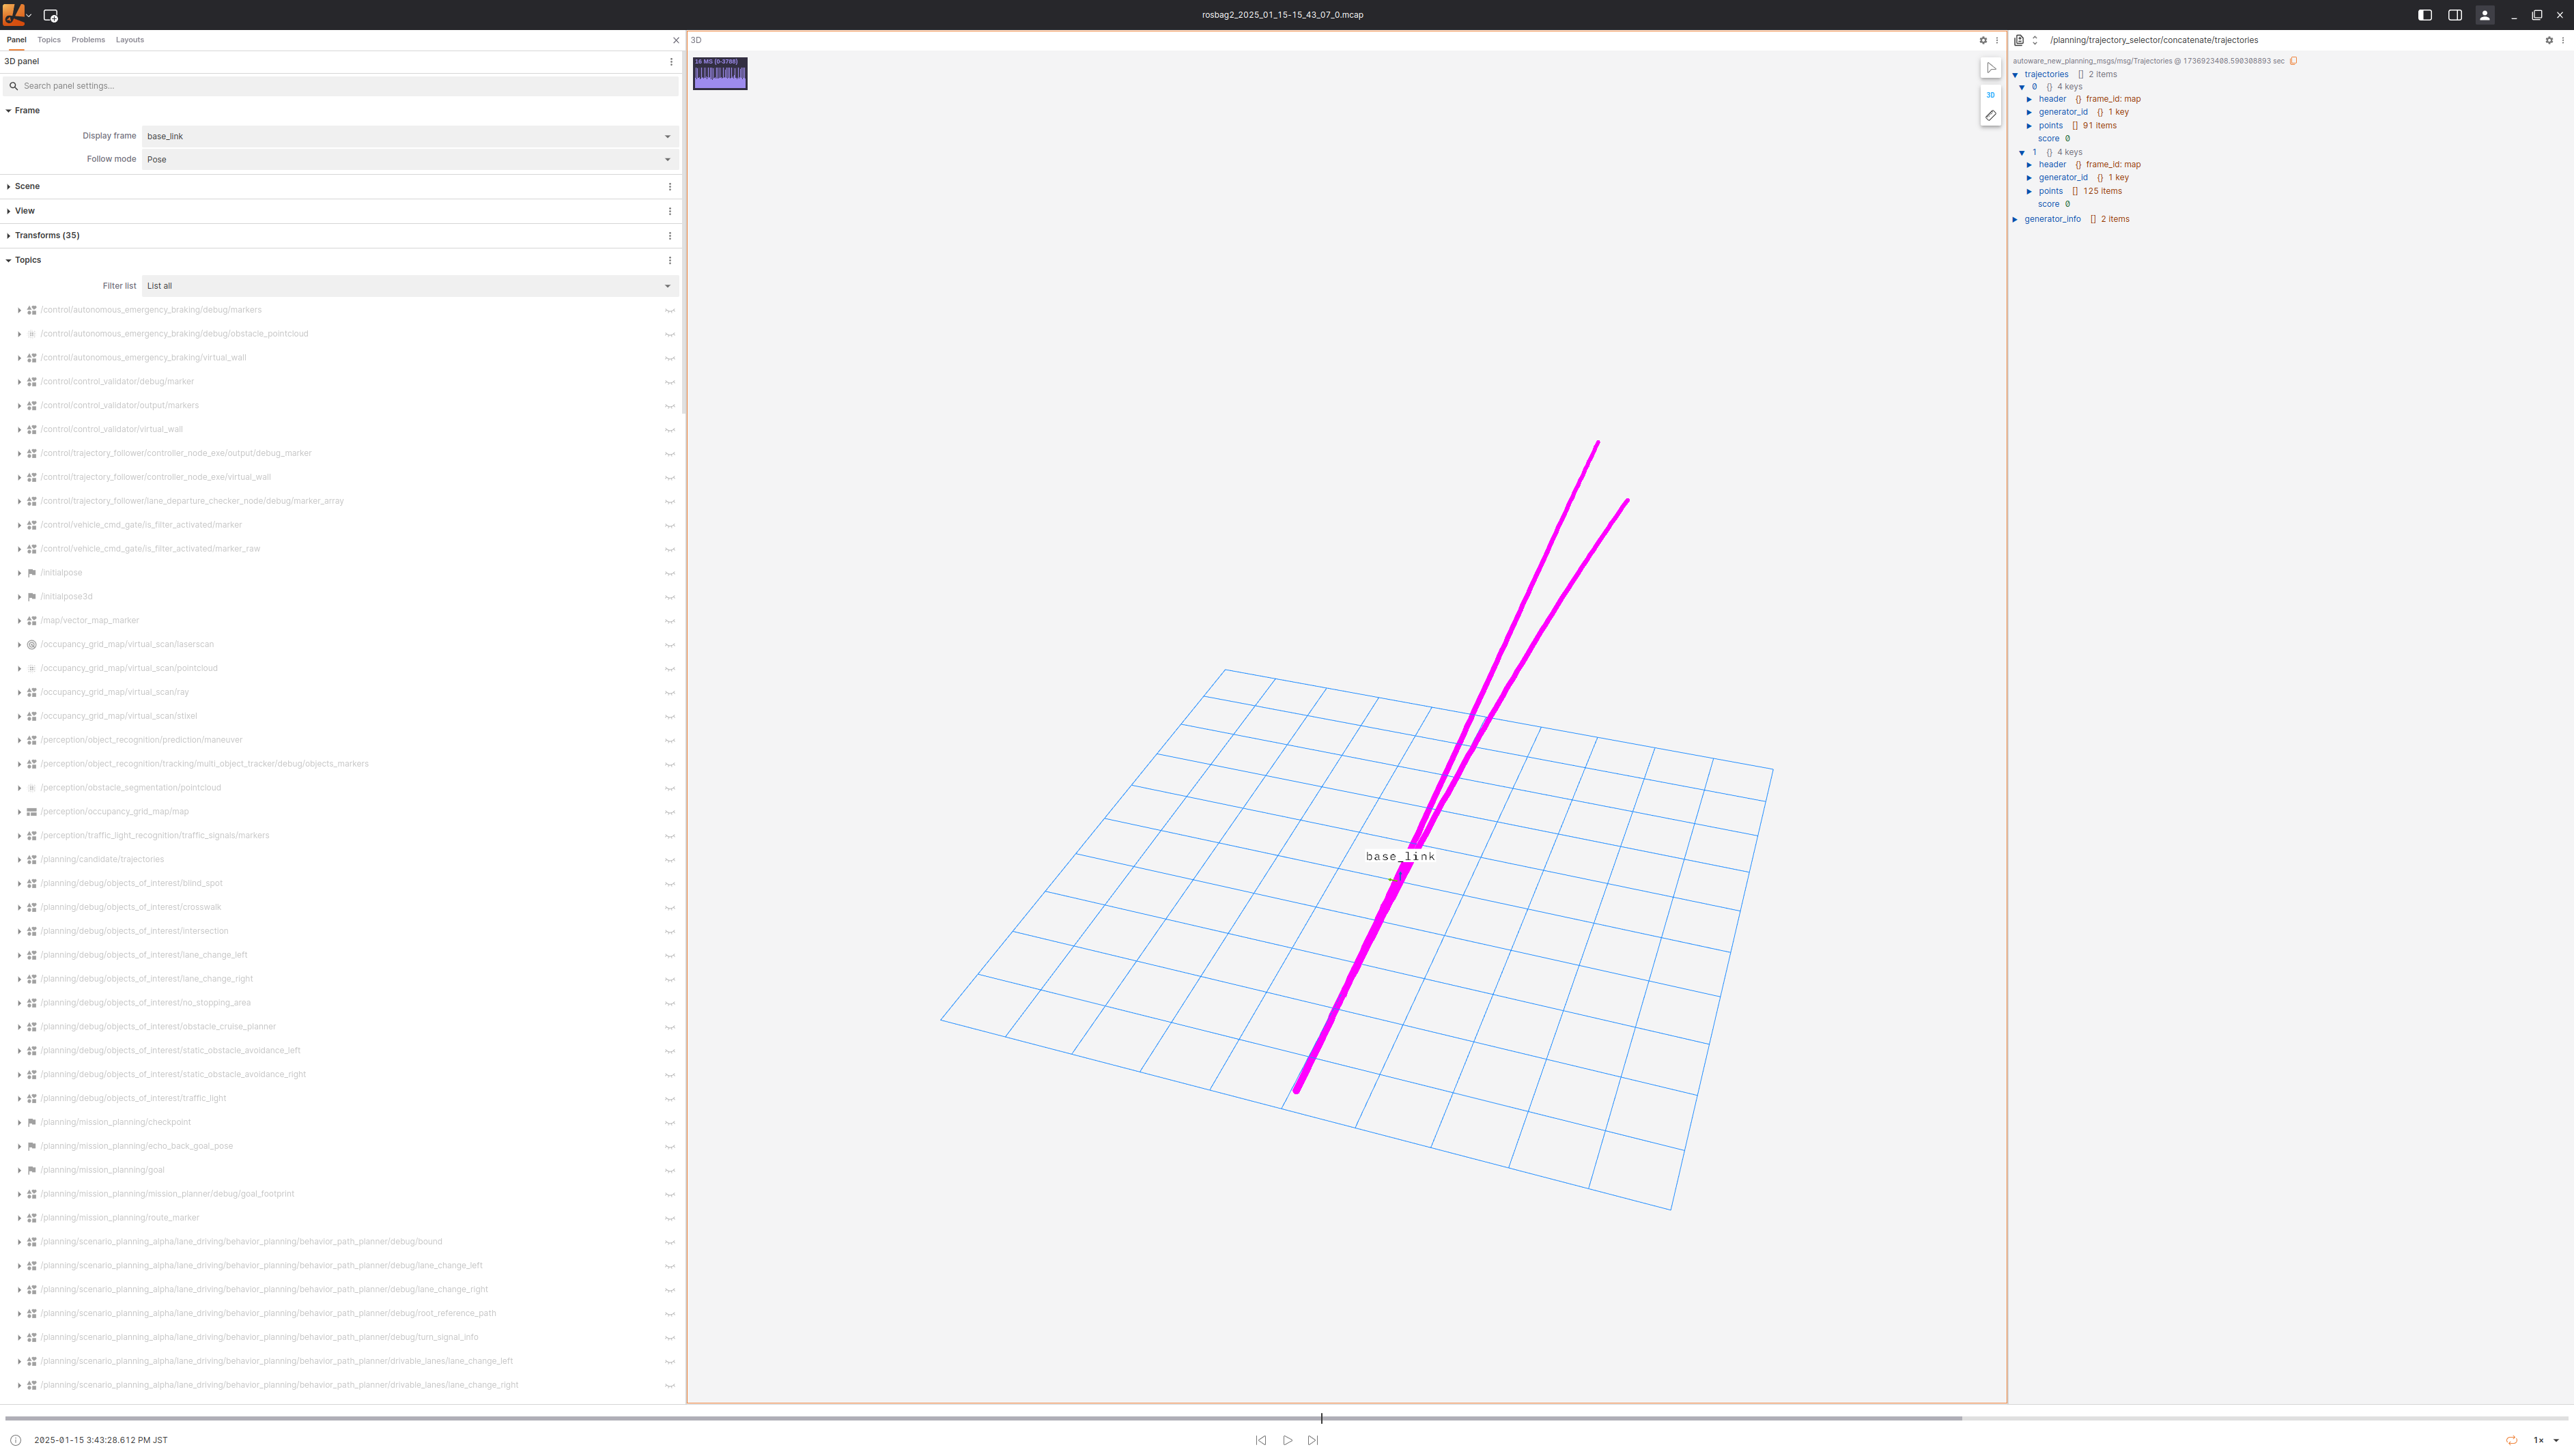 rosbag2_2025_01_15-15_43_07_0.mcap
Panel Topics Problems Layouts
3D panel
Search panel settings...
Frame
Display frame base_link
Follow mode Pose
Scene
View
Transforms (35)
Topics
Filter list List all
/control/autonomous_emergency_braking/debug/markers
/control/autonomous_emergency_braking/debug/obstacle_pointcloud
/control/autonomous_emergency_braking/virtual_wall
/control/control_validator/debug/marker
/control/control_validator/output/markers
/control/control_validator/virtual_wall
/control/trajectory_follower/controller_node_exe/output/debug_marker
/control/trajectory_follower/controller_node_exe/virtual_wall
/control/trajectory_follower/lane_departure_checker_node/debug/marker_array
/control/vehicle_cmd_gate/is_filter_activated/marker
/control/vehicle_cmd_gate/is_filter_activated/marker_raw
/initialpose
/initialpose3d
/map/vector_map_marker
/occupancy_grid_map/virtual_scan/laserscan
/occupancy_grid_map/virtual_scan/pointcloud
/occupancy_grid_map/virtual_scan/ray
/occupancy_grid_map/virtual_scan/stixel
/perception/object_recognition/prediction/maneuver
/perception/object_recognition/tracking/multi_object_tracker/debug/objects_markers
/perception/obstacle_segmentation/pointcloud
/perception/occupancy_grid_map/map
/perception/traffic_light_recognition/traffic_signals/markers
/planning/candidate/trajectories
/planning/debug/objects_of_interest/blind_spot
/planning/debug/objects_of_interest/crosswalk
/planning/debug/objects_of_interest/intersection
/planning/debug/objects_of_interest/lane_change_left
/planning/debug/objects_of_interest/lane_change_right
/planning/debug/objects_of_interest/no_stopping_area
/planning/debug/objects_of_interest/obstacle_cruise_planner
/planning/debug/objects_of_interest/static_obstacle_avoidance_left
/planning/debug/objects_of_interest/static_obstacle_avoidance_right
/planning/debug/objects_of_interest/traffic_light
/planning/mission_planning/checkpoint
/planning/mission_planning/echo_back_goal_pose
/planning/mission_planning/goal
/planning/mission_planning/mission_planner/debug/goal_footprint
/planning/mission_planning/route_marker
/planning/scenario_planning_alpha/lane_driving/behavior_planning/behavior_path_planner/debug/bound
/planning/scenario_planning_alpha/lane_driving/behavior_planning/behavior_path_planner/debug/lane_change_left
/planning/scenario_planning_alpha/lane_driving/behavior_planning/behavior_path_planner/debug/lane_change_right
/planning/scenario_planning_alpha/lane_driving/behavior_planning/behavior_path_planner/debug/root_reference_path
/planning/scenario_planning_alpha/lane_driving/behavior_planning/behavior_path_planner/debug/turn_signal_info
/planning/scenario_planning_alpha/lane_driving/behavior_planning/behavior_path_planner/drivable_lanes/lane_change_left
/planning/scenario_planning_alpha/lane_driving/behavior_planning/behavior_path_planner/drivable_lanes/lane_change_right
3D
16 MS (0-3788)
3D
base_link
/planning/trajectory_selector/concatenate/trajectories
autoware_new_planning_msgs/msg/Trajectories @ 1736923408.590308893 sec
trajectories [] 2 items
0 {} 4 keys
header {} frame_id: map
generator_id {} 1 key
points [] 91 items
score 0
1 {} 4 keys
header {} frame_id: map
generator_id {} 1 key
points [] 125 items
score 0
generator_info [] 2 items
2025-01-15 3:43:28.612 PM JST
1×